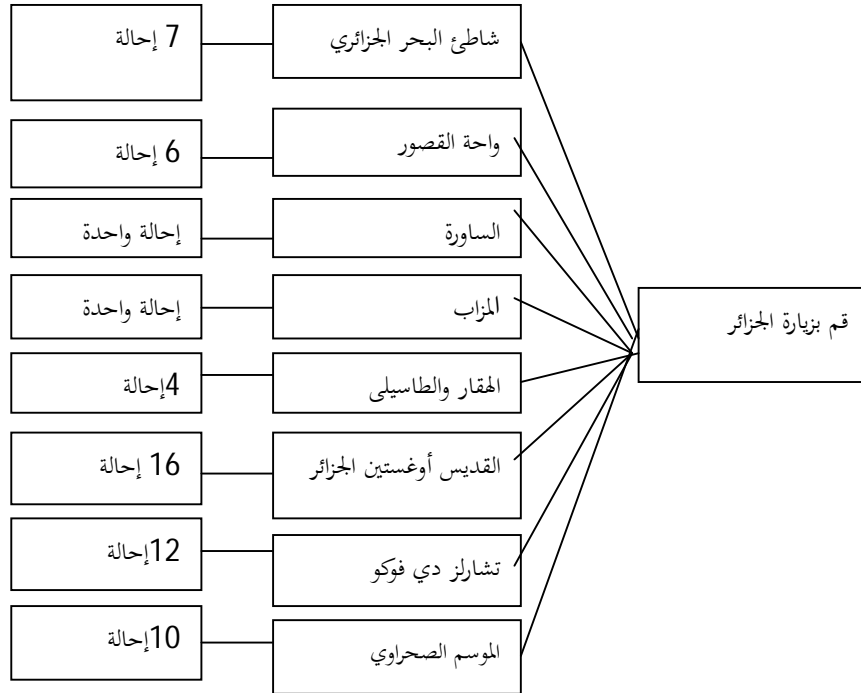 قم بزيارة الجزائر
شاطئ البحر الجزائري
7 إحالة
واحة القصور
6 إحالة
الساورة
إحالة واحدة
المزاب
إحالة واحدة
الهقار والطاسيلى
4إحالة
القديس أوغستين الجزائر
16 إحالة
تشارلز دي فوكو
12إحالة
الموسم الصحراوي
10إحالة